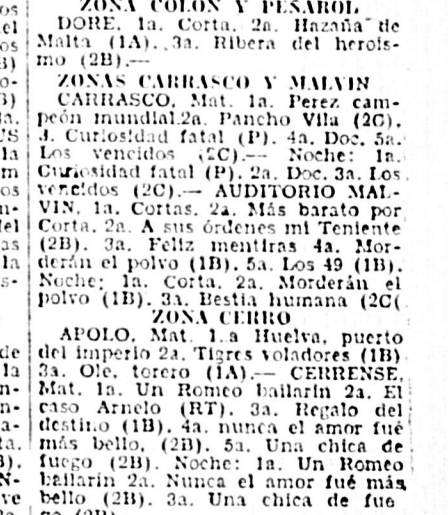 ZONA COLON Y PEÑAROL
DORE, 1a. Corta. 2a. Hazaña de
Malta (1A). 3a. Ribera del herois-
mo (2B).—
ZONAS CARRASCO Y MALVIN
CARRASCO, Mat. 1a. Perez cam-
peón mundial.2a. Pancho Vila (2C).
J. Curiosidad fatal (P). 4a. Doc. 5a.
Los vencidos (2C).— Noche: 1a.
Curiosidad fatal (P). 2a. Doc. 3a. Los
vencidos (2C).— AUDITORIO MAL-
VIN, 1a. Cortas. 2a. Más barato por
Corta. 2a. A sus órdenes mi Teniente
(2B). 3a. Feliz mentiras 4a. Mor-
derán el polvo (1B). 5a. Los 49 (1B).
Noche: 1a. Corta. 2a. Morderán el
polvo (1B). 3a. Bestia humana (2C(
ZONA CERRO
APOLO, Mat. 1..a Huelva, puerto
del imperio 2a. Tigres voladores (1B)
3a. Ole, torero (1A).— CERRENSE,
Mat. 1a. Un Romeo bailarin 2a. El
caso Arnelo (RT). 3a. Regalo del
destino (1B). 4a. nunca el amor fué
más bello, (2B). 5a. Una chica de
fuego (2B). Noche: 1a. Un Romeo
bailarin 2a. Nunca el amor fué más
bello (2B). 3a. Una chica de fue